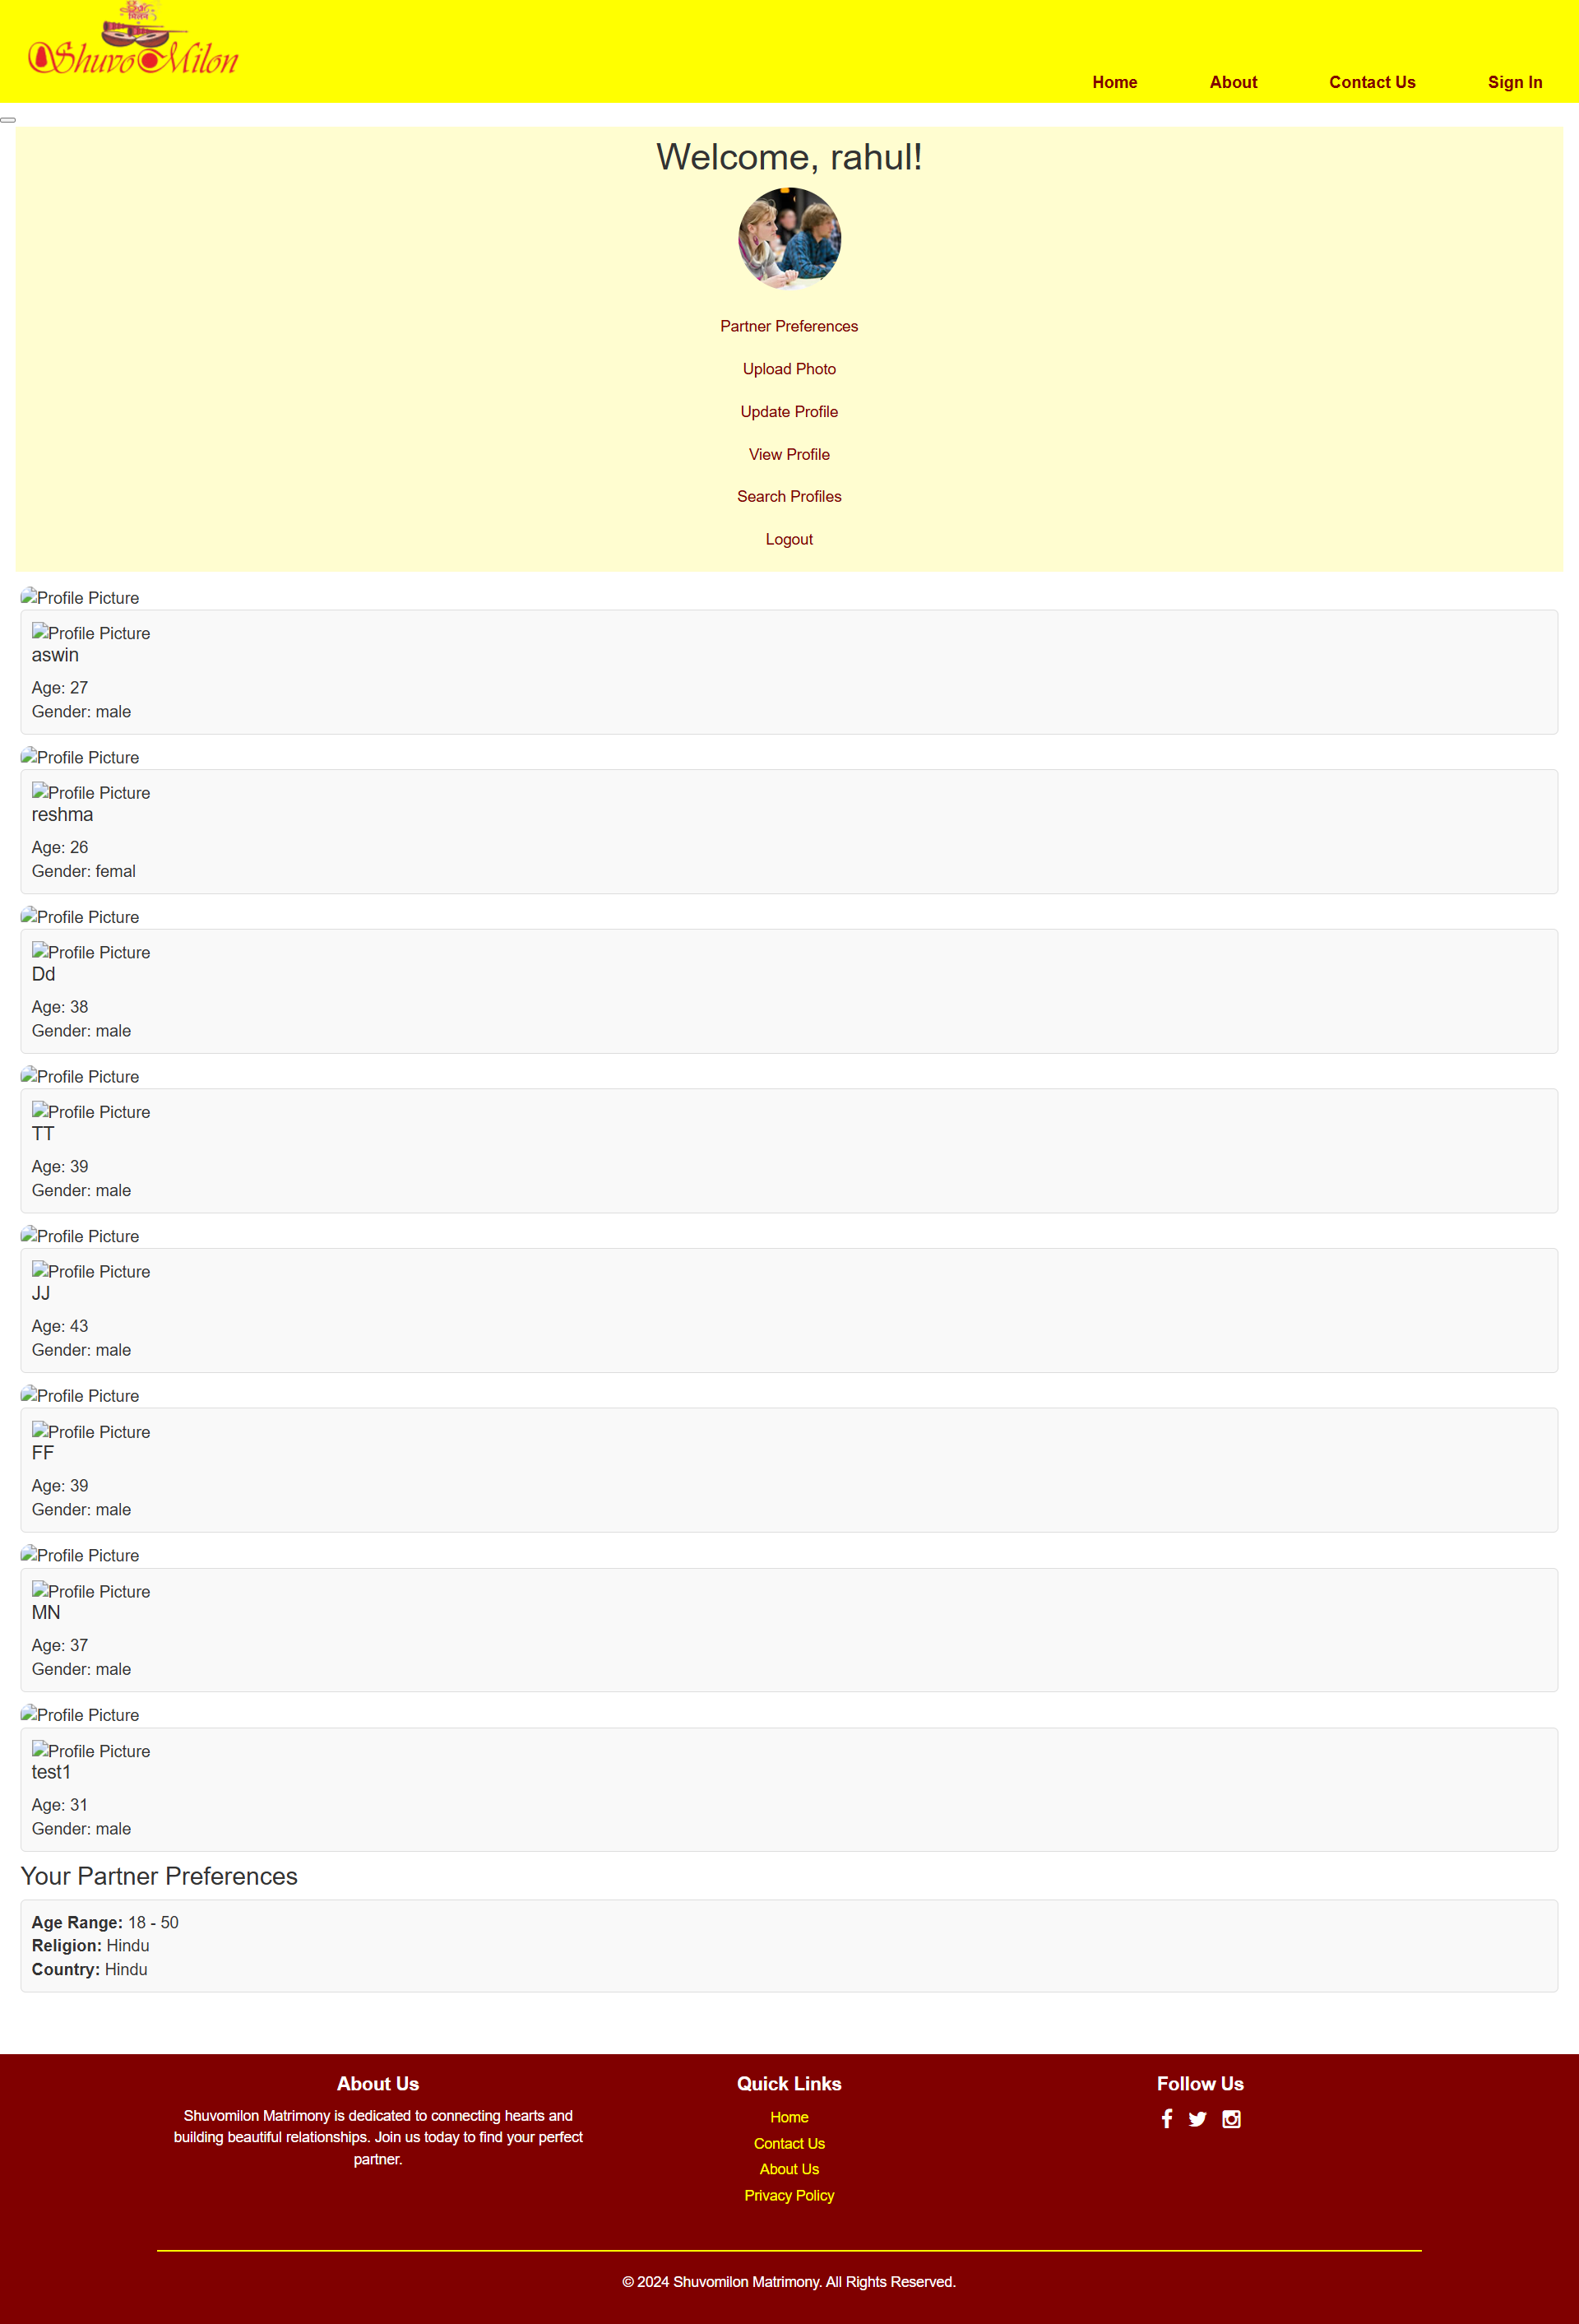 ShuvoMilon
Home
About
Contact Us
Sign In
Welcome, rahul!
Partner Preferences
Upload Photo
Update Profile
View Profile
Search Profiles
Logout
Profile Picture
Profile Picture
aswin
Age: 27
Gender: male
Profile Picture
Profile Picture
reshma
Age: 26
Gender: femal
Profile Picture
Profile Picture
Dd
Age: 38
Gender: male
Profile Picture
Profile Picture
TT
Age: 39
Gender: male
Profile Picture
Profile Picture
JJ
Age: 43
Gender: male
Profile Picture
Profile Picture
FF
Age: 39
Gender: male
Profile Picture
Profile Picture
MN
Age: 37
Gender: male
Profile Picture
Profile Picture
test1
Age: 31
Gender: male
Your Partner Preferences
Age Range: 18 - 50
Religion: Hindu
Country: Hindu
About Us
Shuvomilon Matrimony is dedicated to connecting hearts and
building beautiful relationships. Join us today to find your perfect
partner.
Quick Links
Home
Contact Us
About Us
Privacy Policy
Follow Us
© 2024 Shuvomilon Matrimony. All Rights Reserved.